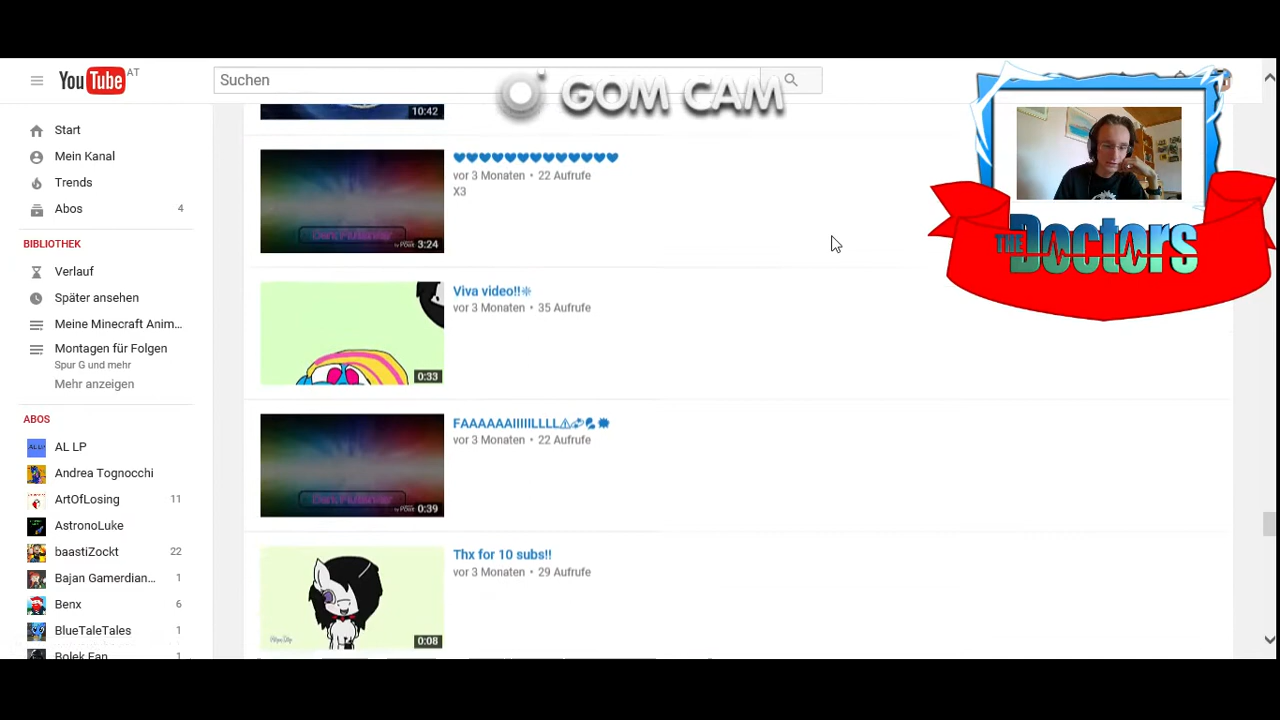 YouTube AT
Suchen
GOM CAM
Start
Mein Kanal
Trends
Abos 4
BIBLIOTHEK
Verlauf
Später ansehen
Meine Minecraft Anim...
Montagen für Folgen
Spur G und mehr
Mehr anzeigen
ABOS
AL LP
Andrea Tognocchi
ArtOfLosing 11
AstronoLuke
baastiZockt 22
Bajan Gamerdian... 1
Benx 6
BlueTaleTales 1
Bolek Fan 1
10:42
💙💙💙💙💙💙💙💙💙💙💙💙💙
vor 3 Monaten • 22 Aufrufe
X3
3:24
Viva video!!❊
vor 3 Monaten • 35 Aufrufe
0:33
FAAAAAAIIIIILLLL⚠
vor 3 Monaten • 22 Aufrufe
0:39
Thx for 10 subs!!
vor 3 Monaten • 29 Aufrufe
0:08
THE Doctors